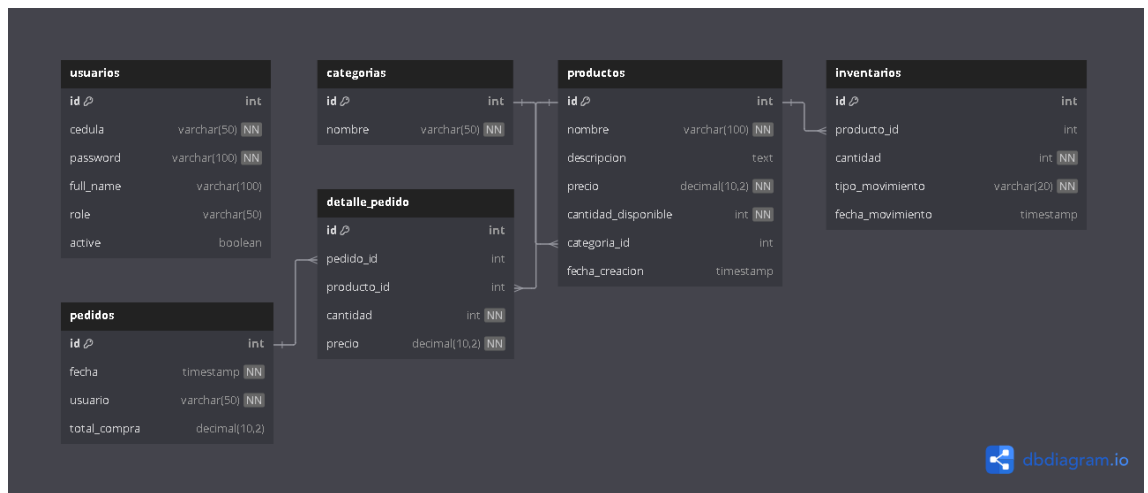 usuarios
id int
cedula varchar(50) NN
password varchar(100) NN
full_name varchar(100)
role varchar(50)
active boolean
categorias
id int
nombre varchar(50) NN
productos
id int
nombre varchar(100) NN
descripcion text
precio decimal(10,2) NN
cantidad_disponible int NN
categoria_id int
fecha_creacion timestamp
inventarios
id int
producto_id int
cantidad int NN
tipo_movimiento varchar(20) NN
fecha_movimiento timestamp
detalle_pedido
id int
pedido_id int
producto_id int
cantidad int NN
precio decimal(10,2) NN
pedidos
id int
fecha timestamp NN
usuario varchar(50) NN
total_compra decimal(10,2)
dbdiagram.io